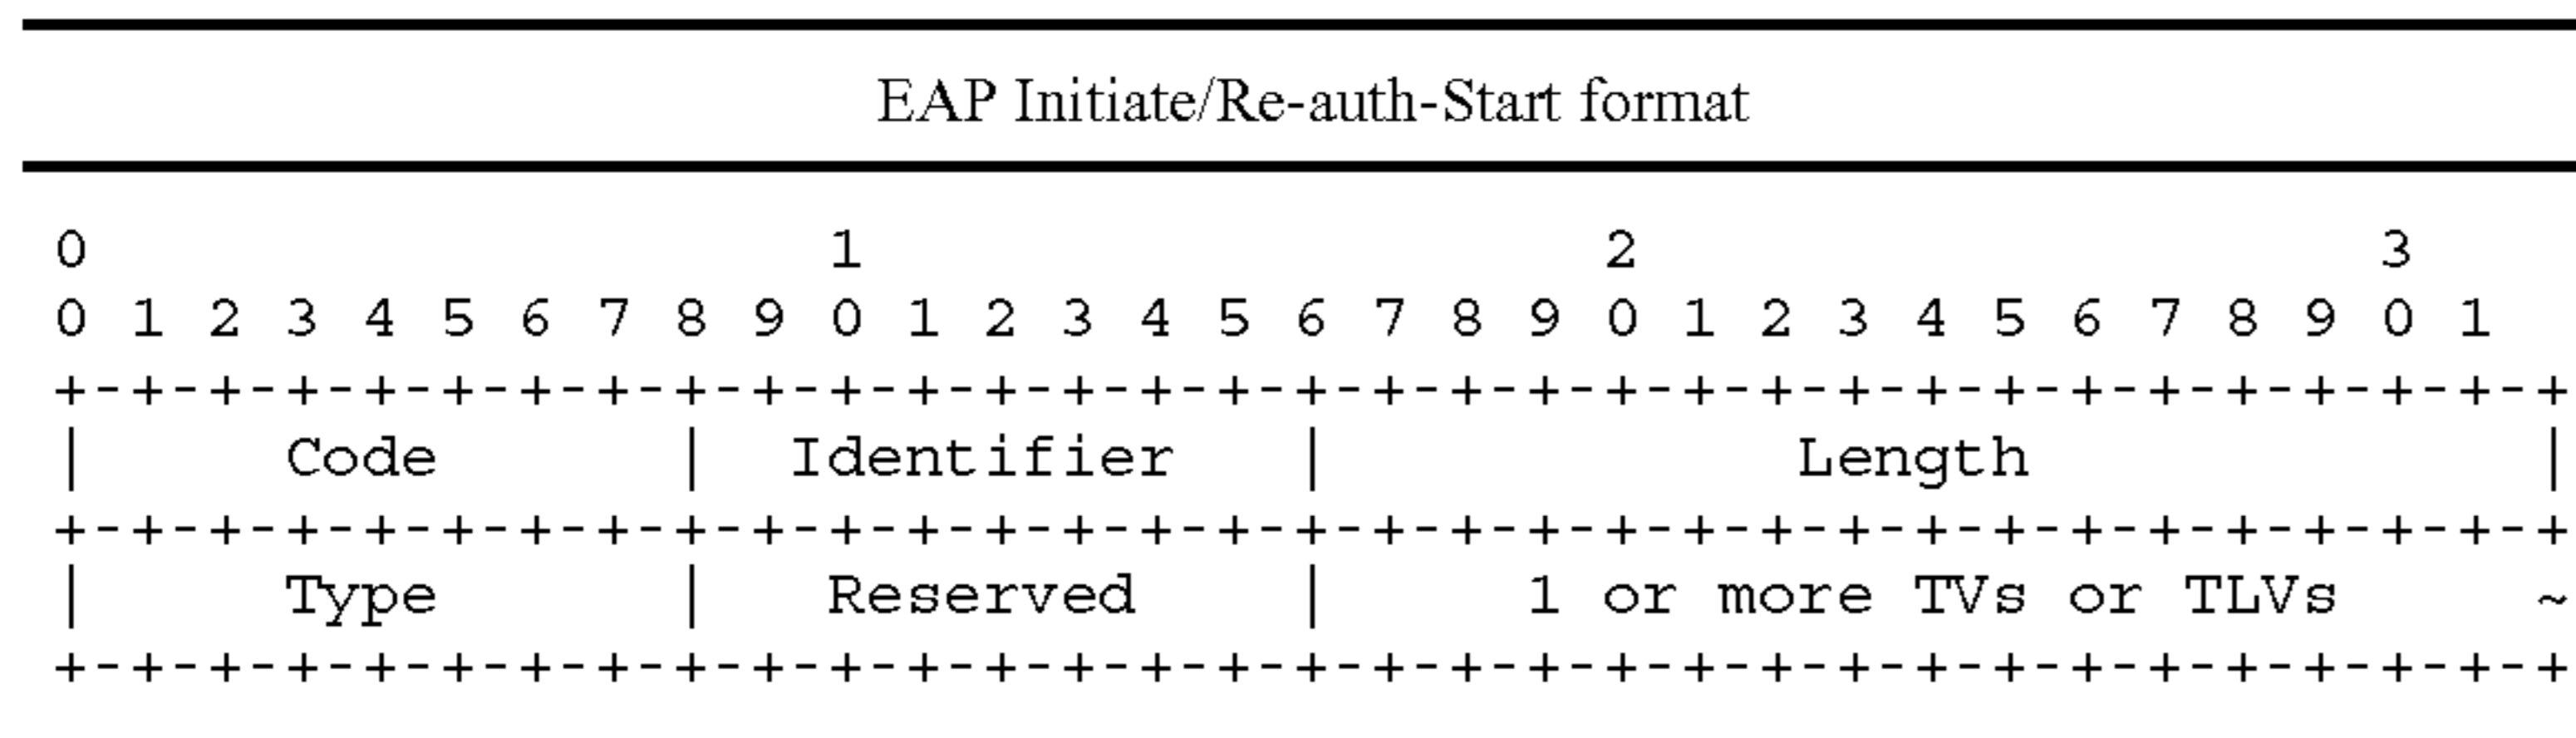 EAP Initiate/Re-auth-Start format
0                   1                   2                   3
0 1 2 3 4 5 6 7 8 9 0 1 2 3 4 5 6 7 8 9 0 1 2 3 4 5 6 7 8 9 0 1
+-+-+-+-+-+-+-+-+-+-+-+-+-+-+-+-+-+-+-+-+-+-+-+-+-+-+-+-+-+-+-+-+
|     Code      |  Identifier   |            Length             |
+-+-+-+-+-+-+-+-+-+-+-+-+-+-+-+-+-+-+-+-+-+-+-+-+-+-+-+-+-+-+-+-+
|     Type      |   Reserved    |     1 or more TVs or TLVs     ~
+-+-+-+-+-+-+-+-+-+-+-+-+-+-+-+-+-+-+-+-+-+-+-+-+-+-+-+-+-+-+-+-+